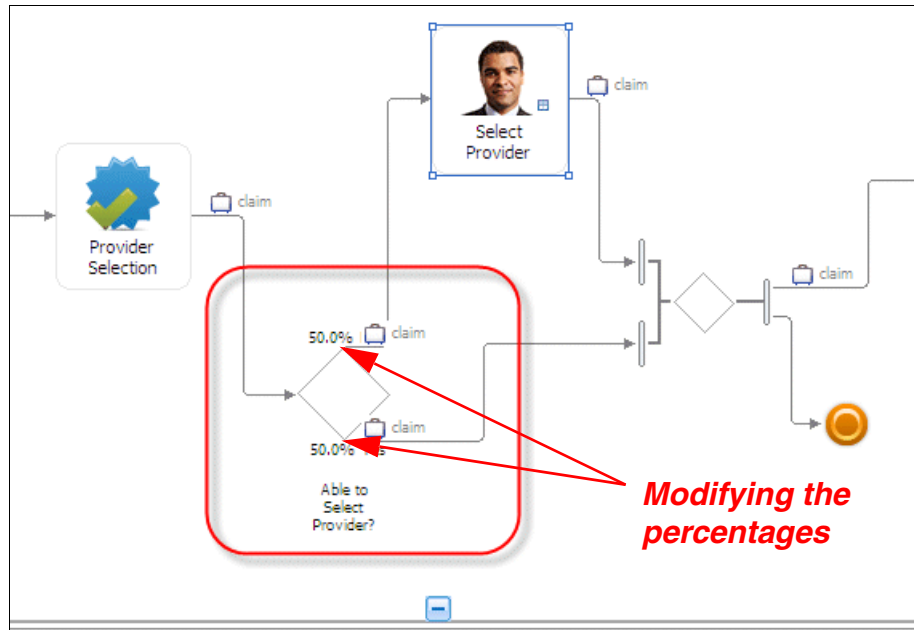 claim
Select
Provider
claim
Provider
Selection
claim
50.0%
claim
claim
50.0%
Able to
Select
Provider?
Modifying the
percentages